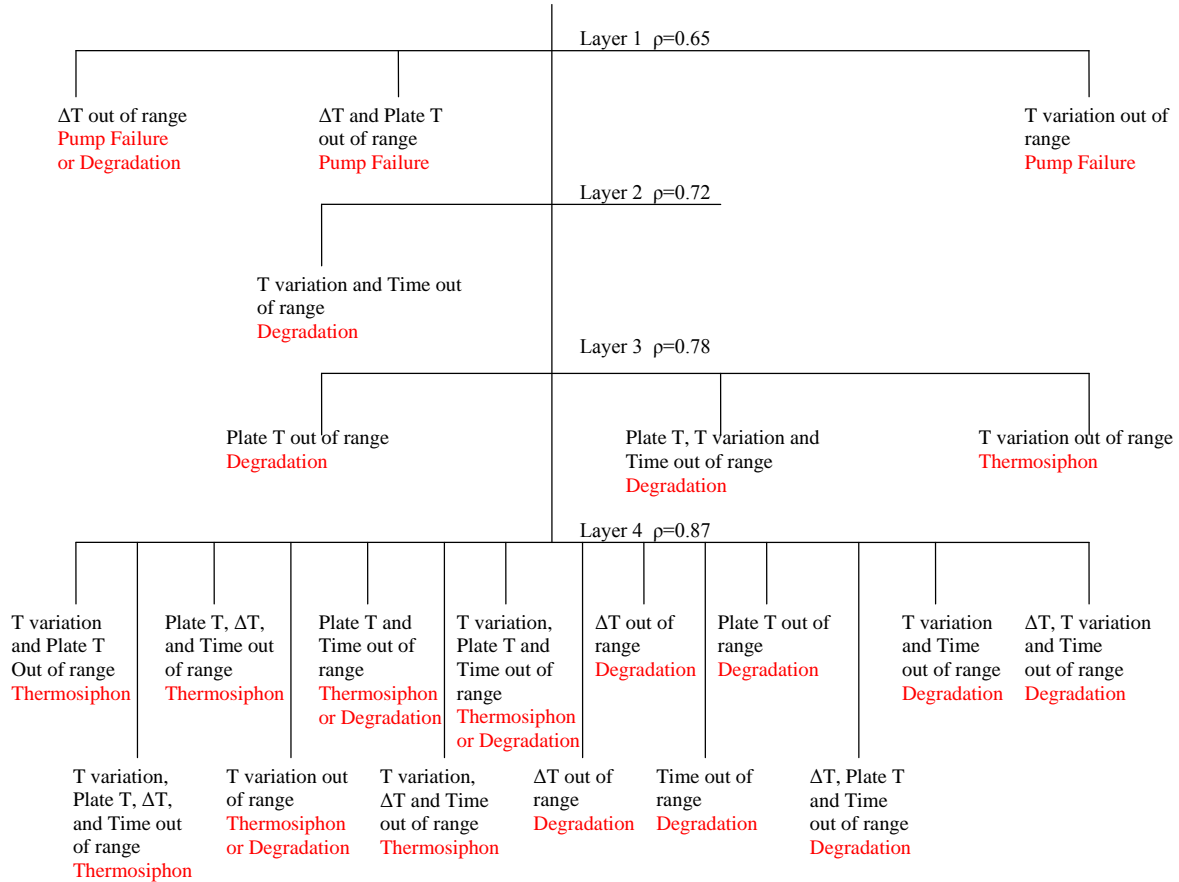 Layer 1 ρ=0.65
ΔT out of range
Pump Failure
or Degradation
ΔT and Plate T
out of range
Pump Failure
T variation out of
range
Pump Failure
Layer 2 ρ=0.72
T variation and Time out
of range
Degradation
Layer 3 ρ=0.78
Plate T out of range
Degradation
Plate T, T variation and
Time out of range
Degradation
T variation out of range
Thermosiphon
Layer 4 ρ=0.87
T variation
and Plate T
Out of range
Thermosiphon
Plate T, ΔT,
and Time out
of range
Thermosiphon
Plate T and
Time out of
range
Thermosiphon
or Degradation
T variation,
Plate T and
Time out of
range
Thermosiphon
or Degradation
ΔT out of
range
Degradation
Plate T out of
range
Degradation
T variation
and Time
out of range
Degradation
ΔT, T variation
and Time
out of range
Degradation
T variation,
Plate T, ΔT,
and Time out
of range
Thermosiphon
T variation out
of range
Thermosiphon
or Degradation
T variation,
ΔT and Time
out of range
Thermosiphon
ΔT out of
range
Degradation
Time out of
range
Degradation
ΔT, Plate T
and Time
out of range
Degradation